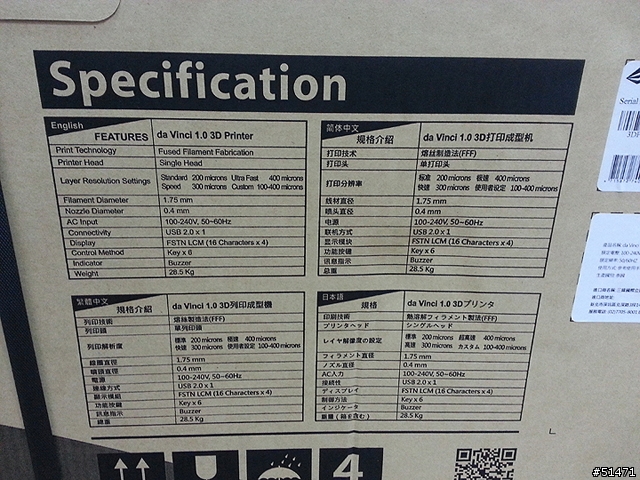 Specification
English
FEATURES da Vinci 1.0 3D Printer
Print Technology Fused Filament Fabrication
Printer Head Single Head
Layer Resolution Settings Standard 200 microns Ultra Fast 400 microns
Speed 300 microns Custom 100-400 microns
Filament Diameter 1.75 mm
Nozzle Diameter 0.4 mm
AC Input 100-240V, 50~60Hz
Connectivity USB 2.0 x 1
Display FSTN LCM (16 Characters x 4)
Control Method Key x 6
Indicator Buzzer
Weight 28.5 Kg
简体中文
规格介紹 da Vinci 1.0 3D打印成型机
打印技术 熔丝制造法(FFF)
打印头 单打印头
打印分辨率 标准 200 microns 极速 400 microns
快速 300 microns 使用者设定 100-400 microns
线材直径 1.75 mm
喷头直径 0.4 mm
电源 100-240V, 50~60Hz
联机方式 USB 2.0 x 1
显示模块 FSTN LCM (16 Characters x 4)
功能按键 Key x 6
讯息指示 Buzzer
总重 28.5 Kg
繁體中文
規格介紹 da Vinci 1.0 3D列印成型機
列印技術 熔絲製造法(FFF)
列印頭 單列印頭
列印解析度 標準 200 microns 極速 400 microns
快速 300 microns 使用者設定 100-400 microns
線圈直徑 1.75 mm
噴頭直徑 0.4 mm
電源 100-240V, 50~60Hz
連線方式 USB 2.0 x 1
顯示模組 FSTN LCM (16 Characters x 4)
功能按鍵 Key x 6
訊息指示 Buzzer
總重 28.5 Kg
日本語
規格 da Vinci 1.0 3Dプリンタ
印刷技術 熱溶解フィラメント製法(FFF)
プリンタヘッド シングルヘッド
レイヤ解像度の設定 標準 200 microns 超高速 400 microns
高速 300 microns カスタム 100-400 microns
フィラメント直径 1.75 mm
ノズル直径 0.4 mm
AC入力 100-240V, 50~60Hz
接続性 USB 2.0 x 1
ディスプレイ FSTN LCM (16 Characters x 4)
制御方法 Key x 6
インジケータ Buzzer
重量(箱を含む) 28.5 Kg
Serial
4
#51471